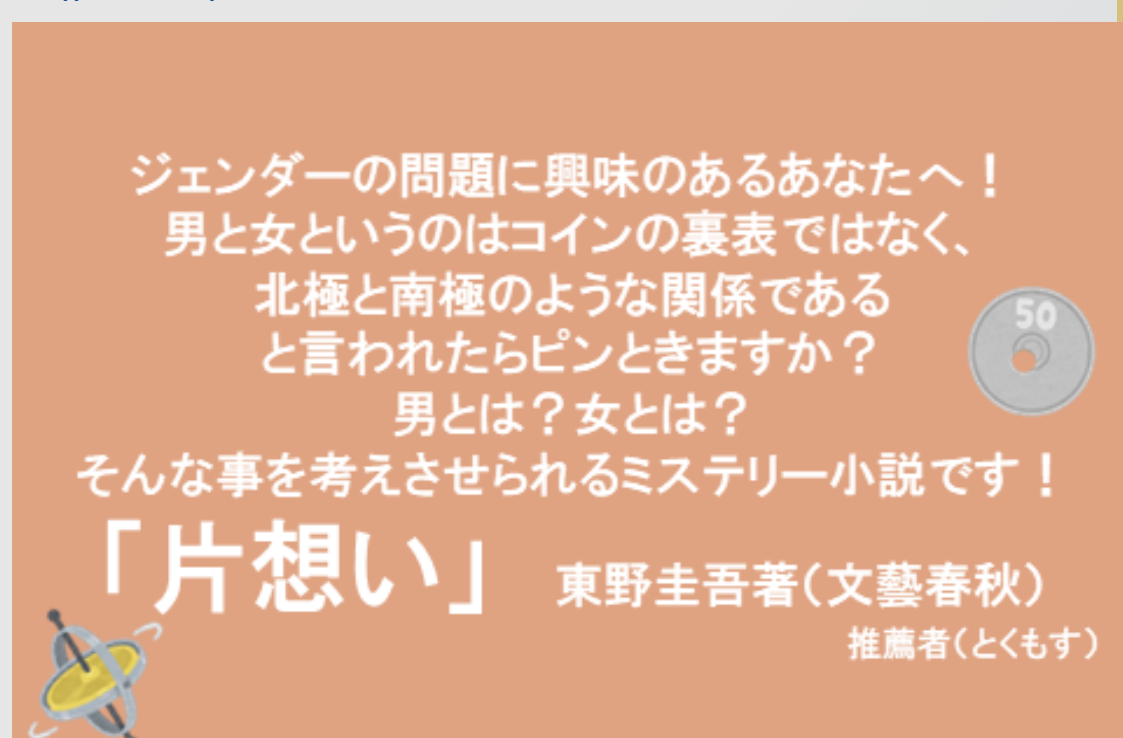 ジェンダーの問題に興味のあるあなたへ！
男と女というのはコインの裏表ではなく、
北極と南極のような関係である
と言われたらピンときますか？
男とは？女とは？
そんな事を考えさせられるミステリー小説です！
「片想い」 東野圭吾著（文藝春秋）
推薦者（とくもす）
50